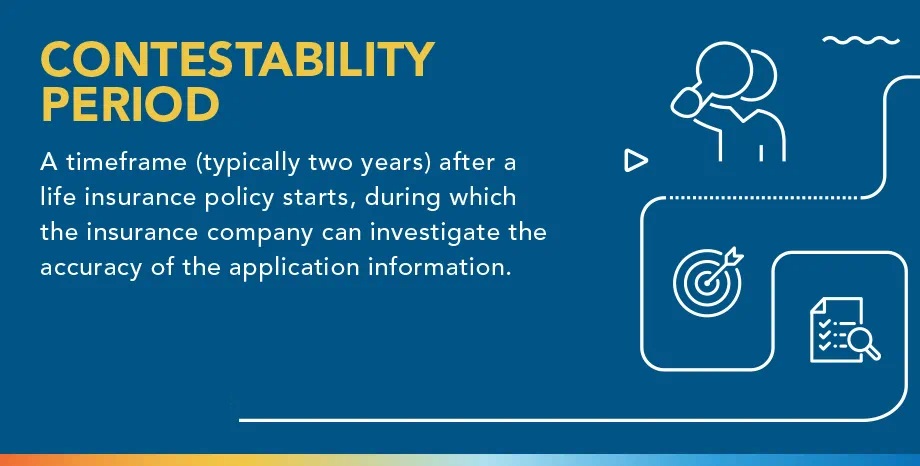 CONTESTABILITY
PERIOD
A timeframe (typically two years) after a
life insurance policy starts, during which
the insurance company can investigate the
accuracy of the application information.